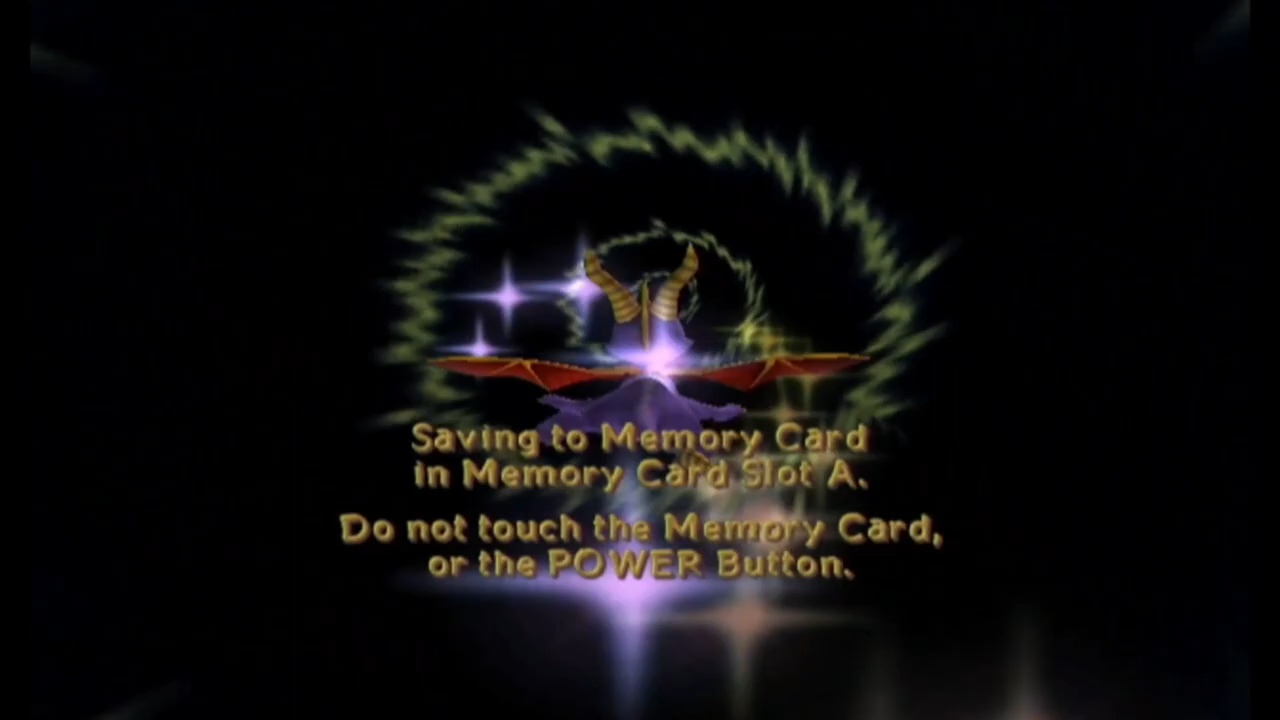 Saving to Memory Card
in Memory Card Slot A.
Do not touch the Memory Card,
or the POWER Button.